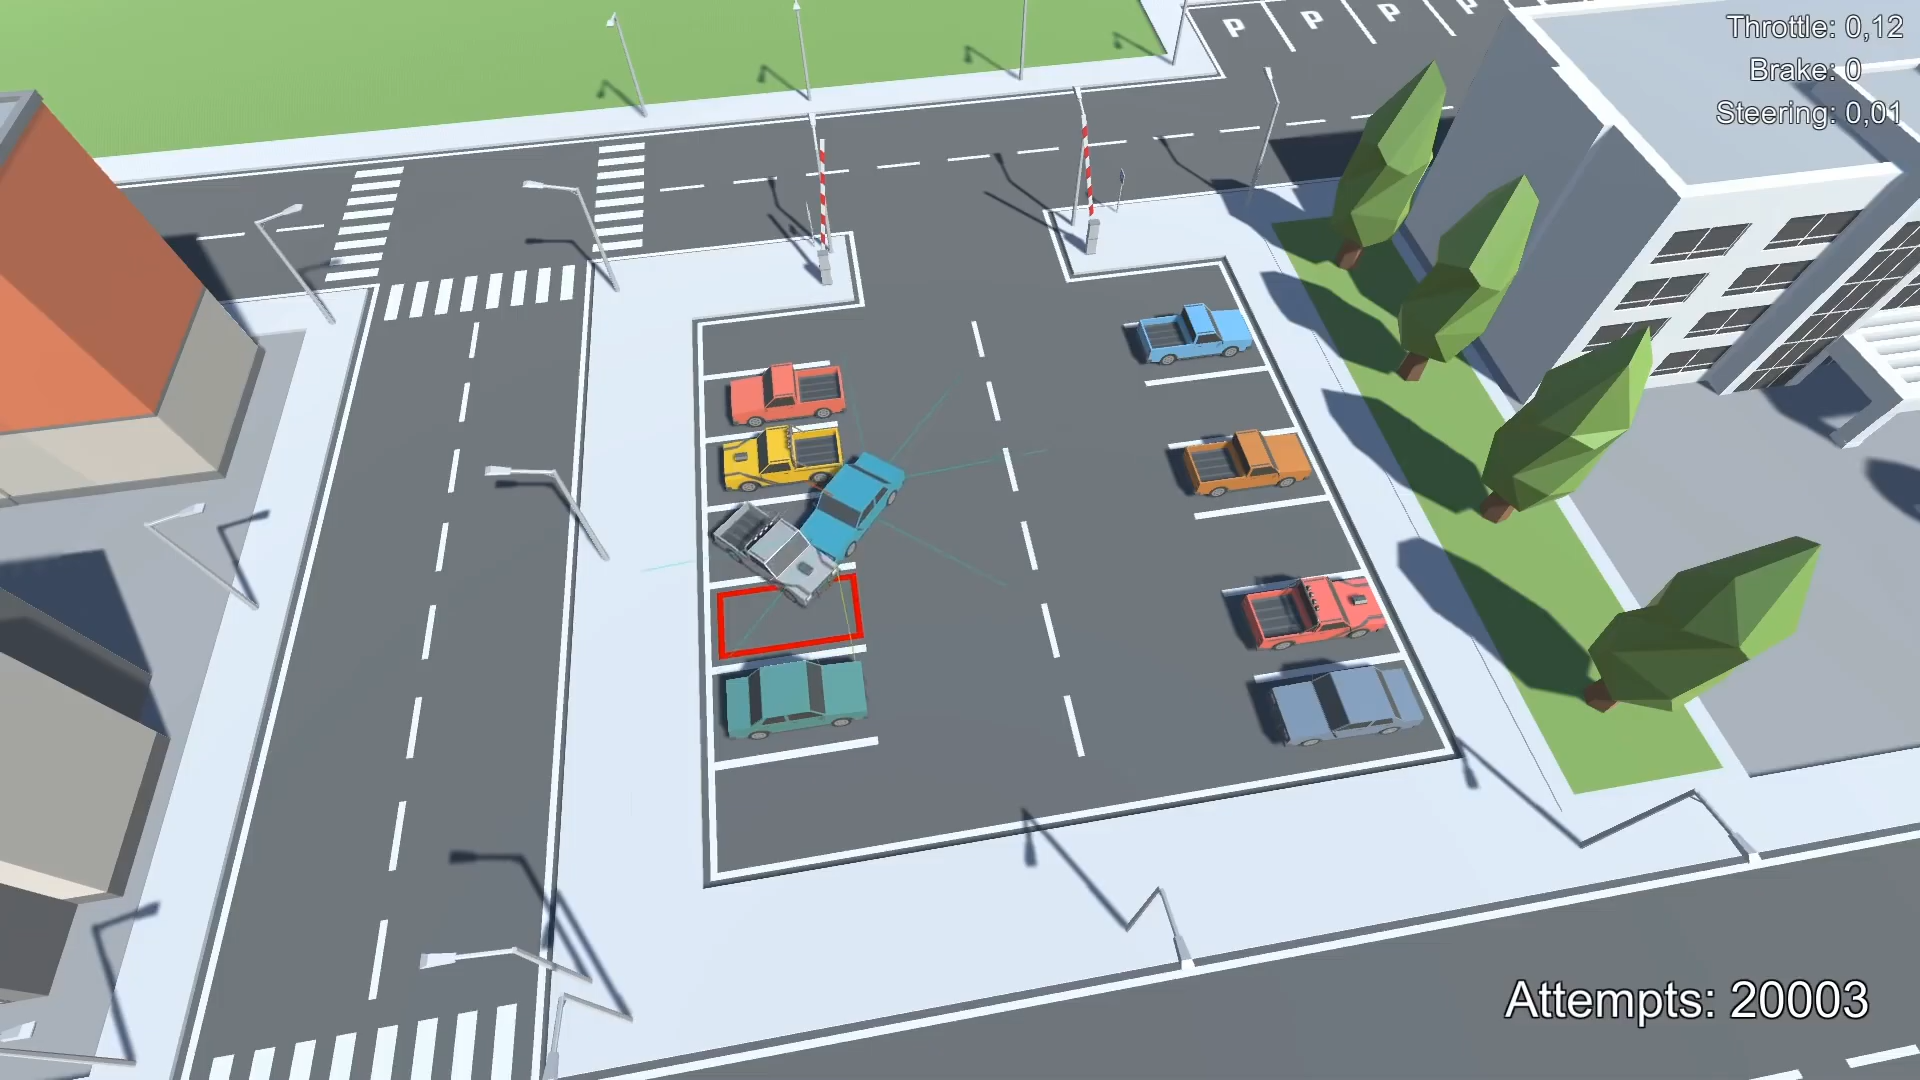 P P P P
Throttle: 0,12
Brake: 0
Steering: 0,01
Attempts: 20003